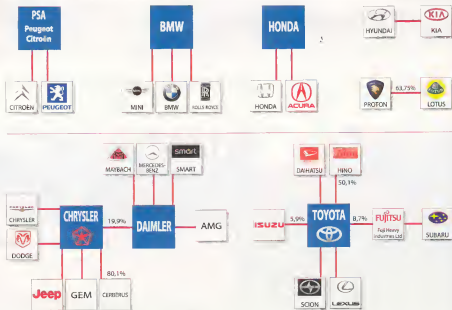 PSA
Peugeot
Citroën
BMW
HONDA
HYUNDAI
KIA
KIA
CITROËN
PEUGEOT
MINI
BMW
ROLLS ROYCE
HONDA
ACURA
PROTON
63,75%
LOTUS
MAYBACH
MERCEDES-
BENZ
smart
SMART
DAIHATSU
HINO
50,1%
CHRYSLER
DODGE
CHRYSLER
19,9%
DAIMLER
AMG
ISUZU
5,9%
TOYOTA
8,7%
FUJITSU
Fuji Heavy
Industries Ltd
SUBARU
Jeep
GEM
80,1%
CERBERUS
SCION
LEXUS